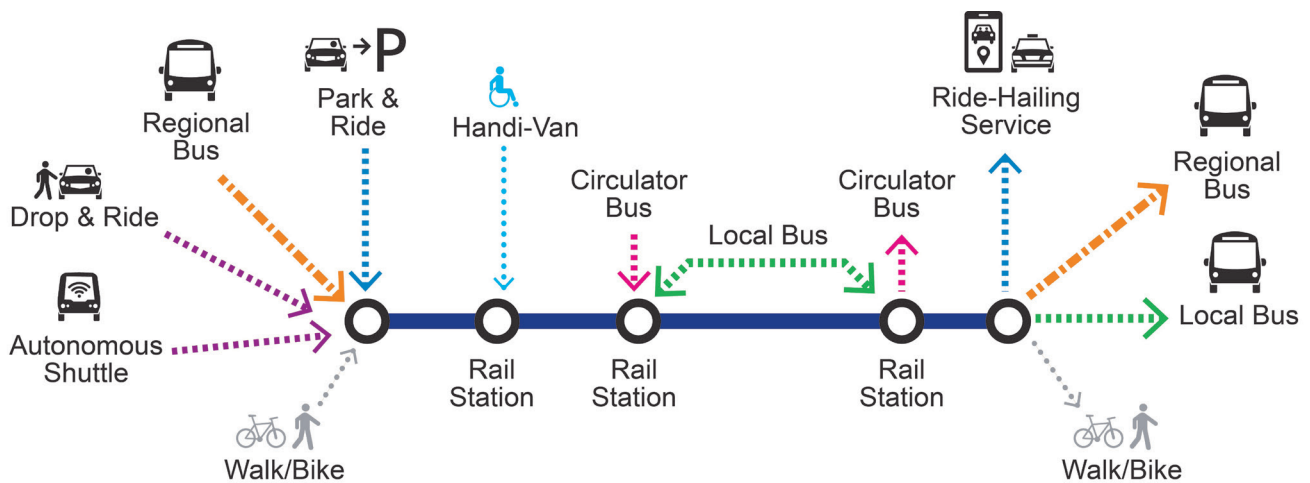 P
Park &
Ride
Regional
Bus
Handi-Van
Ride-Hailing
Service
Regional
Bus
Drop & Ride
Circulator
Bus
Circulator
Bus
Local Bus
Local Bus
Autonomous
Shuttle
Rail
Station
Rail
Station
Rail
Station
Walk/Bike
Walk/Bike